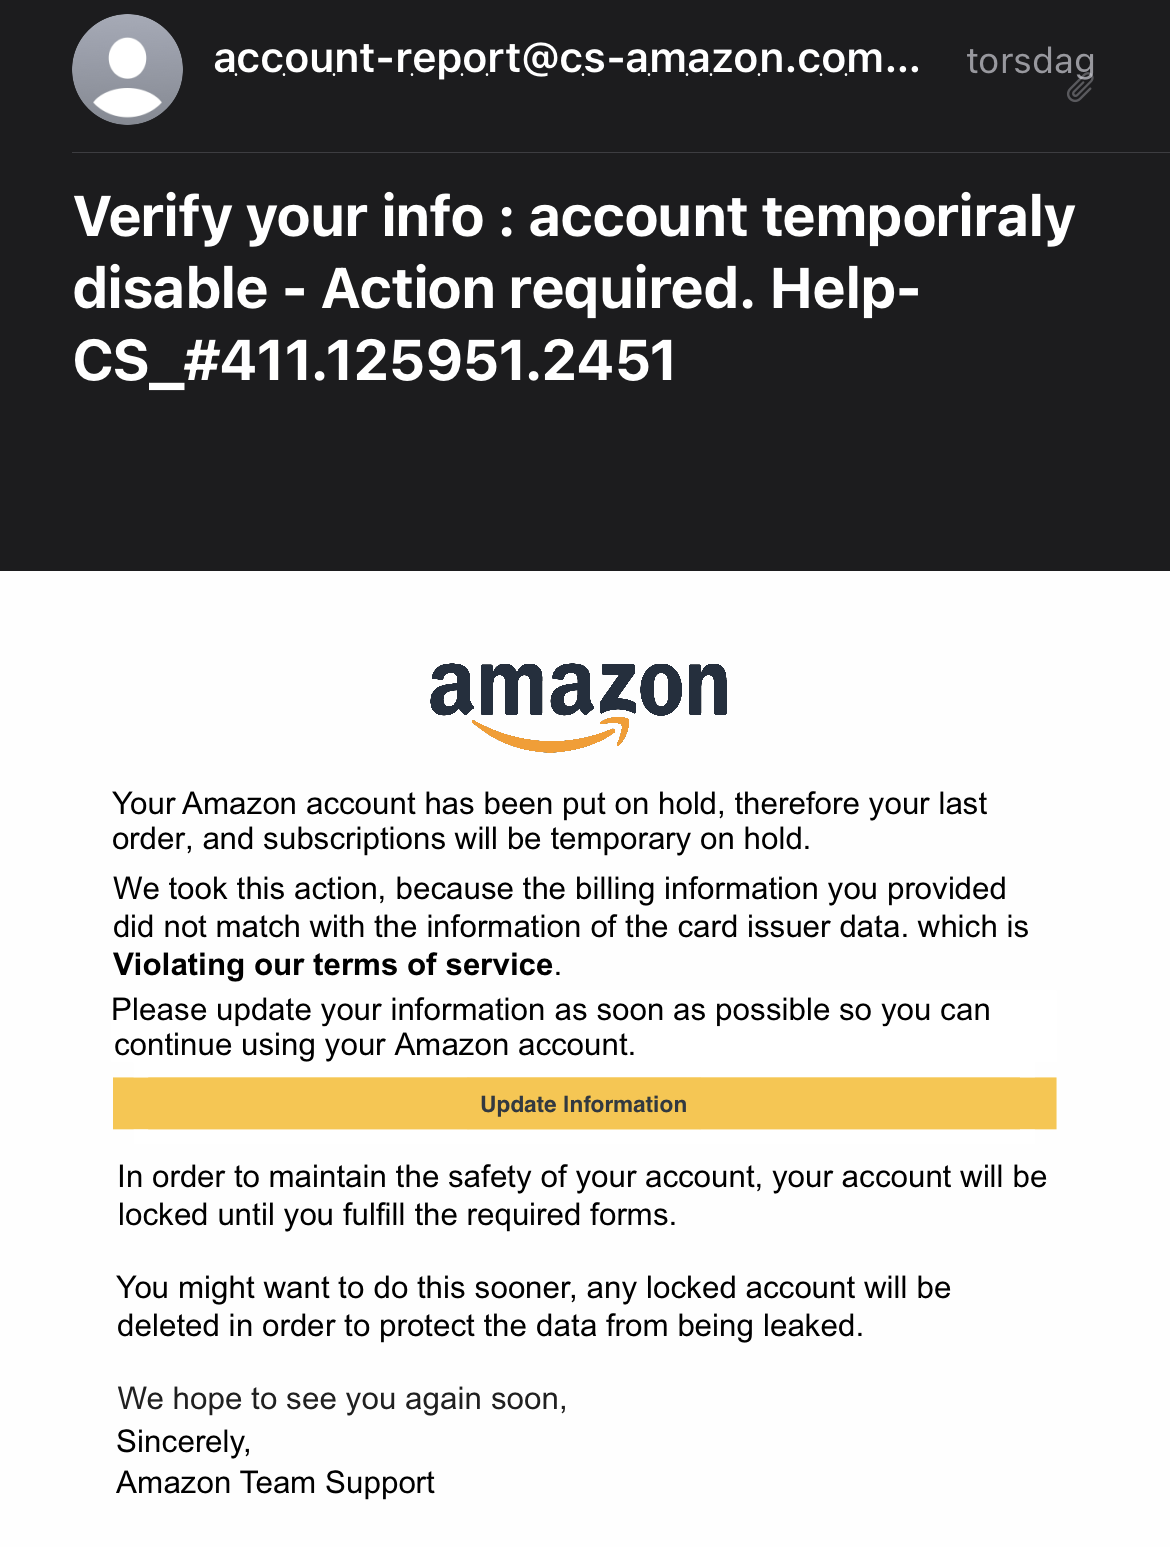 account-report@cs-amazon.com...
torsdag
Verify your info : account temporiraly
disable - Action required. Help-
CS_#411.125951.2451
amazon
Your Amazon account has been put on hold, therefore your last
order, and subscriptions will be temporary on hold.
We took this action, because the billing information you provided
did not match with the information of the card issuer data. which is
Violating our terms of service.
Please update your information as soon as possible so you can
continue using your Amazon account.
Update Information
In order to maintain the safety of your account, your account will be
locked until you fulfill the required forms.
You might want to do this sooner, any locked account will be
deleted in order to protect the data from being leaked.
We hope to see you again soon,
Sincerely,
Amazon Team Support